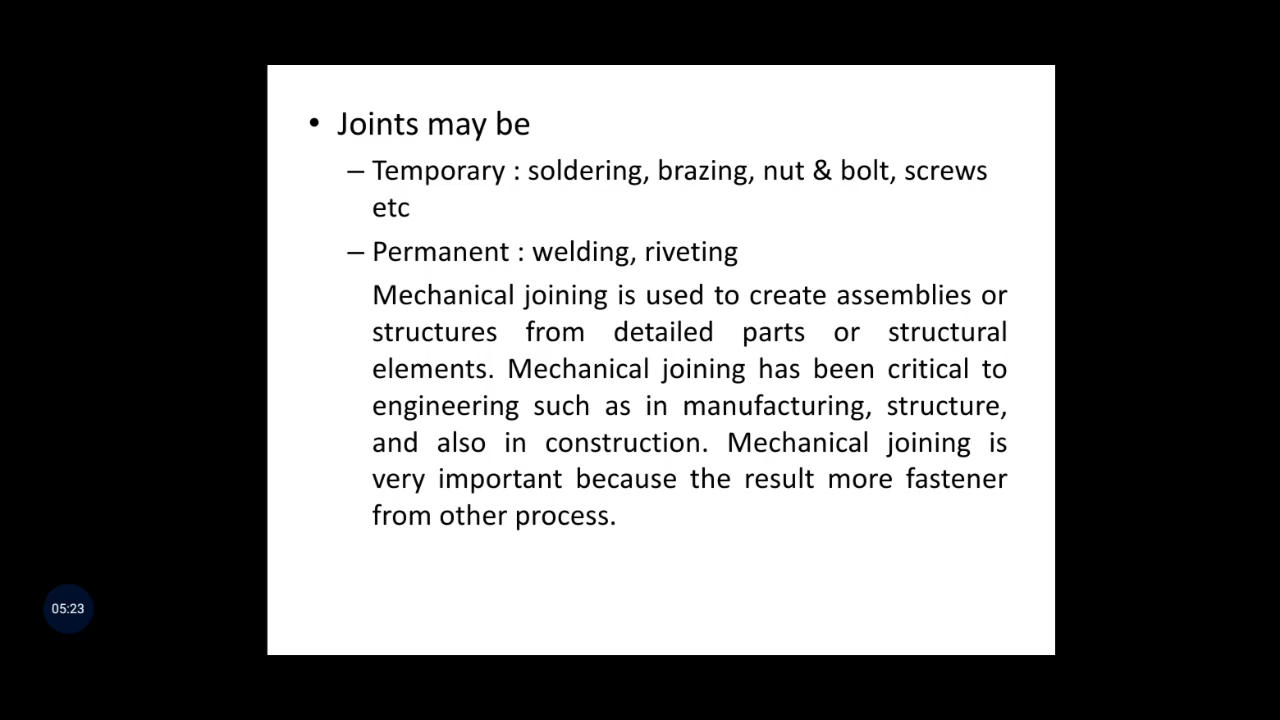 • Joints may be
– Temporary : soldering, brazing, nut & bolt, screws
etc
– Permanent : welding, riveting
Mechanical joining is used to create assemblies or
structures from detailed parts or structural
elements. Mechanical joining has been critical to
engineering such as in manufacturing, structure,
and also in construction. Mechanical joining is
very important because the result more fastener
from other process.
05:23